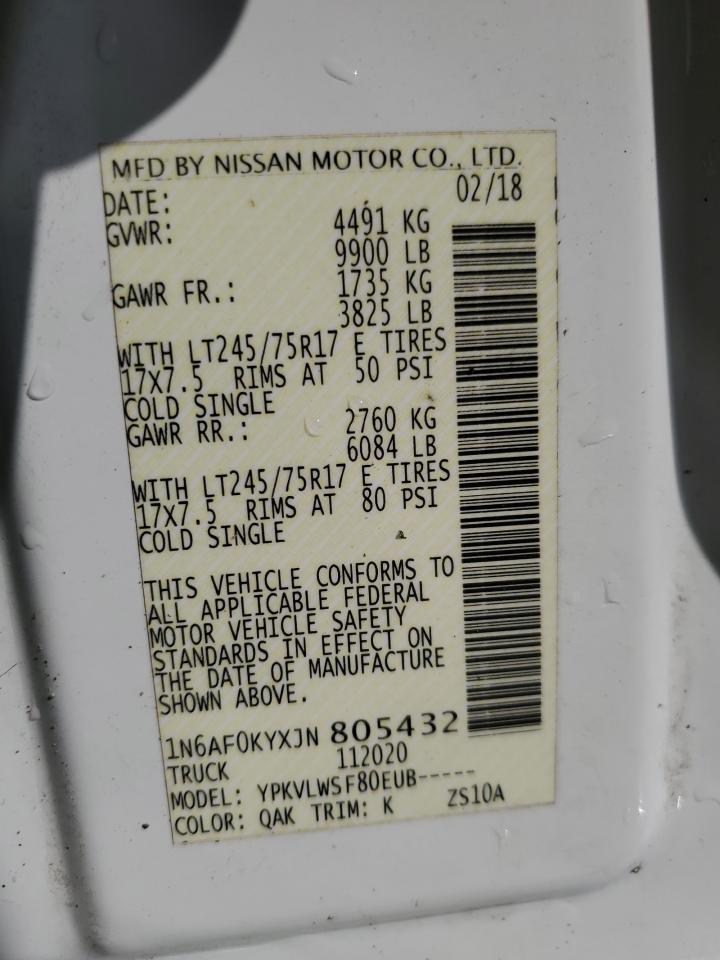 MFD BY NISSAN MOTOR CO., LTD.
DATE: 02/18
GVWR: 4491 KG
9900 LB
GAWR FR.: 1735 KG
3825 LB
WITH LT245/75R17 E TIRES
17X7.5 RIMS AT 50 PSI
COLD SINGLE
GAWR RR.: 2760 KG
6084 LB
WITH LT245/75R17 E TIRES
17X7.5 RIMS AT 80 PSI
COLD SINGLE
THIS VEHICLE CONFORMS TO
ALL APPLICABLE FEDERAL
MOTOR VEHICLE SAFETY
STANDARDS IN EFFECT ON
THE DATE OF MANUFACTURE
SHOWN ABOVE.
1N6AF0KYXJN 805432
TRUCK 112020
MODEL: YPKVLWSF80EUB-----
COLOR: QAK TRIM: K ZS10A